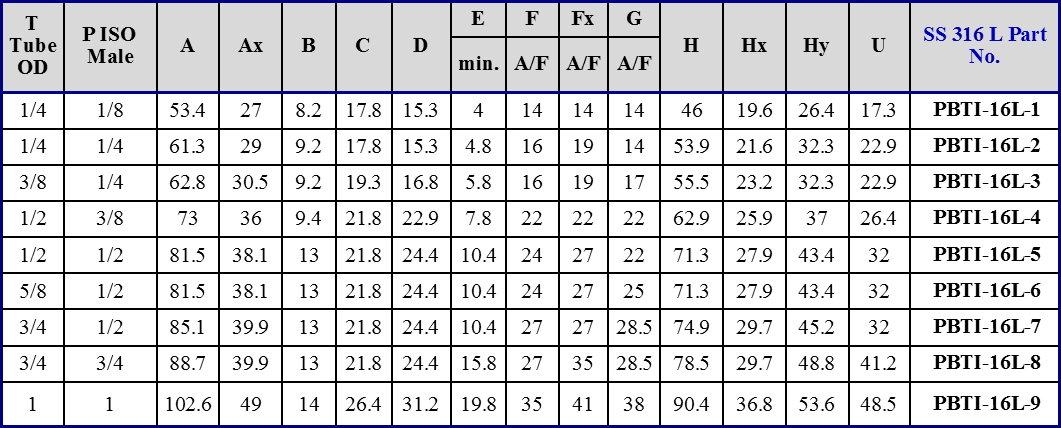 T Tube OD P ISO Male A Ax B C D E F Fx G H Hx Hy U SS 316 L Part No.
min. A/F A/F A/F
1/4 1/8 53.4 27 8.2 17.8 15.3 4 14 14 14 46 19.6 26.4 17.3 PBTI-16L-1
1/4 1/4 61.3 29 9.2 17.8 15.3 4.8 16 19 14 53.9 21.6 32.3 22.9 PBTI-16L-2
3/8 1/4 62.8 30.5 9.2 19.3 16.8 5.8 16 19 17 55.5 23.2 32.3 22.9 PBTI-16L-3
1/2 3/8 73 36 9.4 21.8 22.9 7.8 22 22 22 62.9 25.9 37 26.4 PBTI-16L-4
1/2 1/2 81.5 38.1 13 21.8 24.4 10.4 24 27 22 71.3 27.9 43.4 32 PBTI-16L-5
5/8 1/2 81.5 38.1 13 21.8 24.4 10.4 24 27 25 71.3 27.9 43.4 32 PBTI-16L-6
3/4 1/2 85.1 39.9 13 21.8 24.4 10.4 27 27 28.5 74.9 29.7 45.2 32 PBTI-16L-7
3/4 3/4 88.7 39.9 13 21.8 24.4 15.8 27 35 28.5 78.5 29.7 48.8 41.2 PBTI-16L-8
1 1 102.6 49 14 26.4 31.2 19.8 35 41 38 90.4 36.8 53.6 48.5 PBTI-16L-9